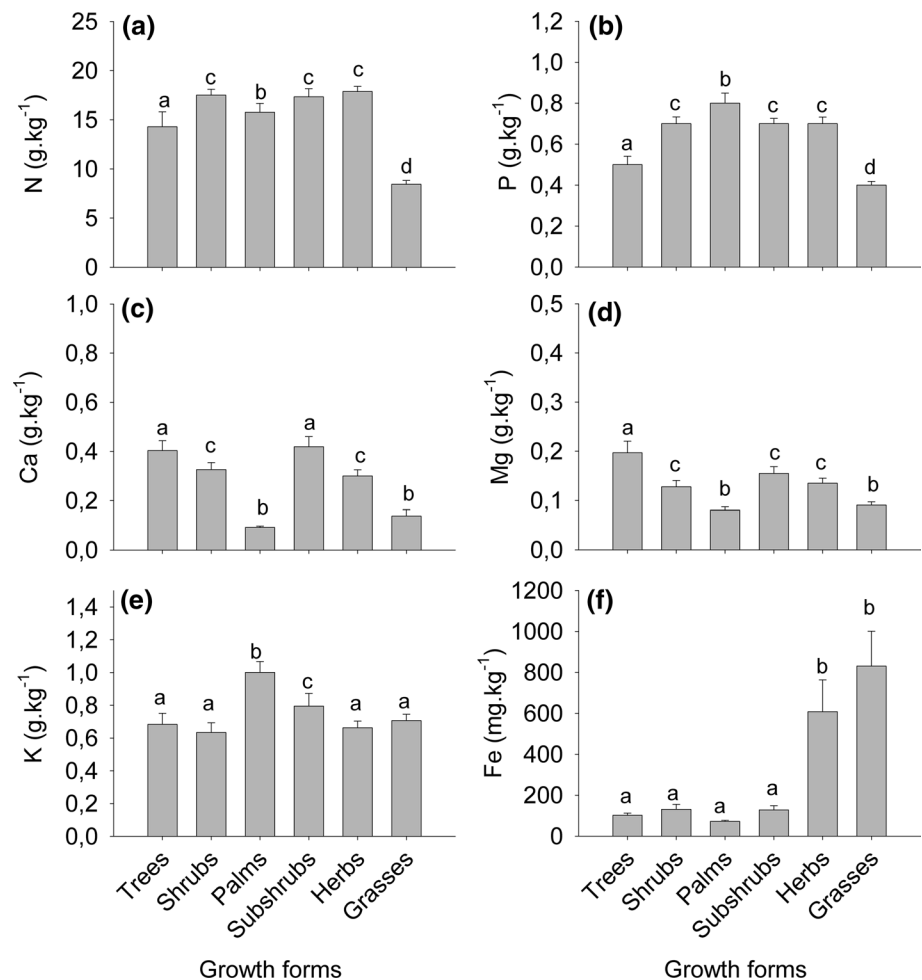 (a)
N (g.kg⁻¹)
25
20
15
10
5
0
a
c
b
c
c
d
(b)
P (g.kg⁻¹)
1,2
1,0
0,8
0,6
0,4
0,2
0,0
a
c
b
c
c
d
(c)
Ca (g.kg⁻¹)
1,0
0,8
0,6
0,4
0,2
0,0
a
c
b
a
c
b
(d)
Mg (g.kg⁻¹)
0,5
0,4
0,3
0,2
0,1
0,0
a
c
b
c
c
b
(e)
K (g.kg⁻¹)
1,4
1,2
1,0
0,8
0,6
0,4
0,2
0,0
a
a
b
c
a
a
Trees
Shrubs
Palms
Subshrubs
Herbs
Grasses
Growth forms
(f)
Fe (mg.kg⁻¹)
1200
1000
800
600
400
200
0
a
a
a
a
b
b
Trees
Shrubs
Palms
Subshrubs
Herbs
Grasses
Growth forms